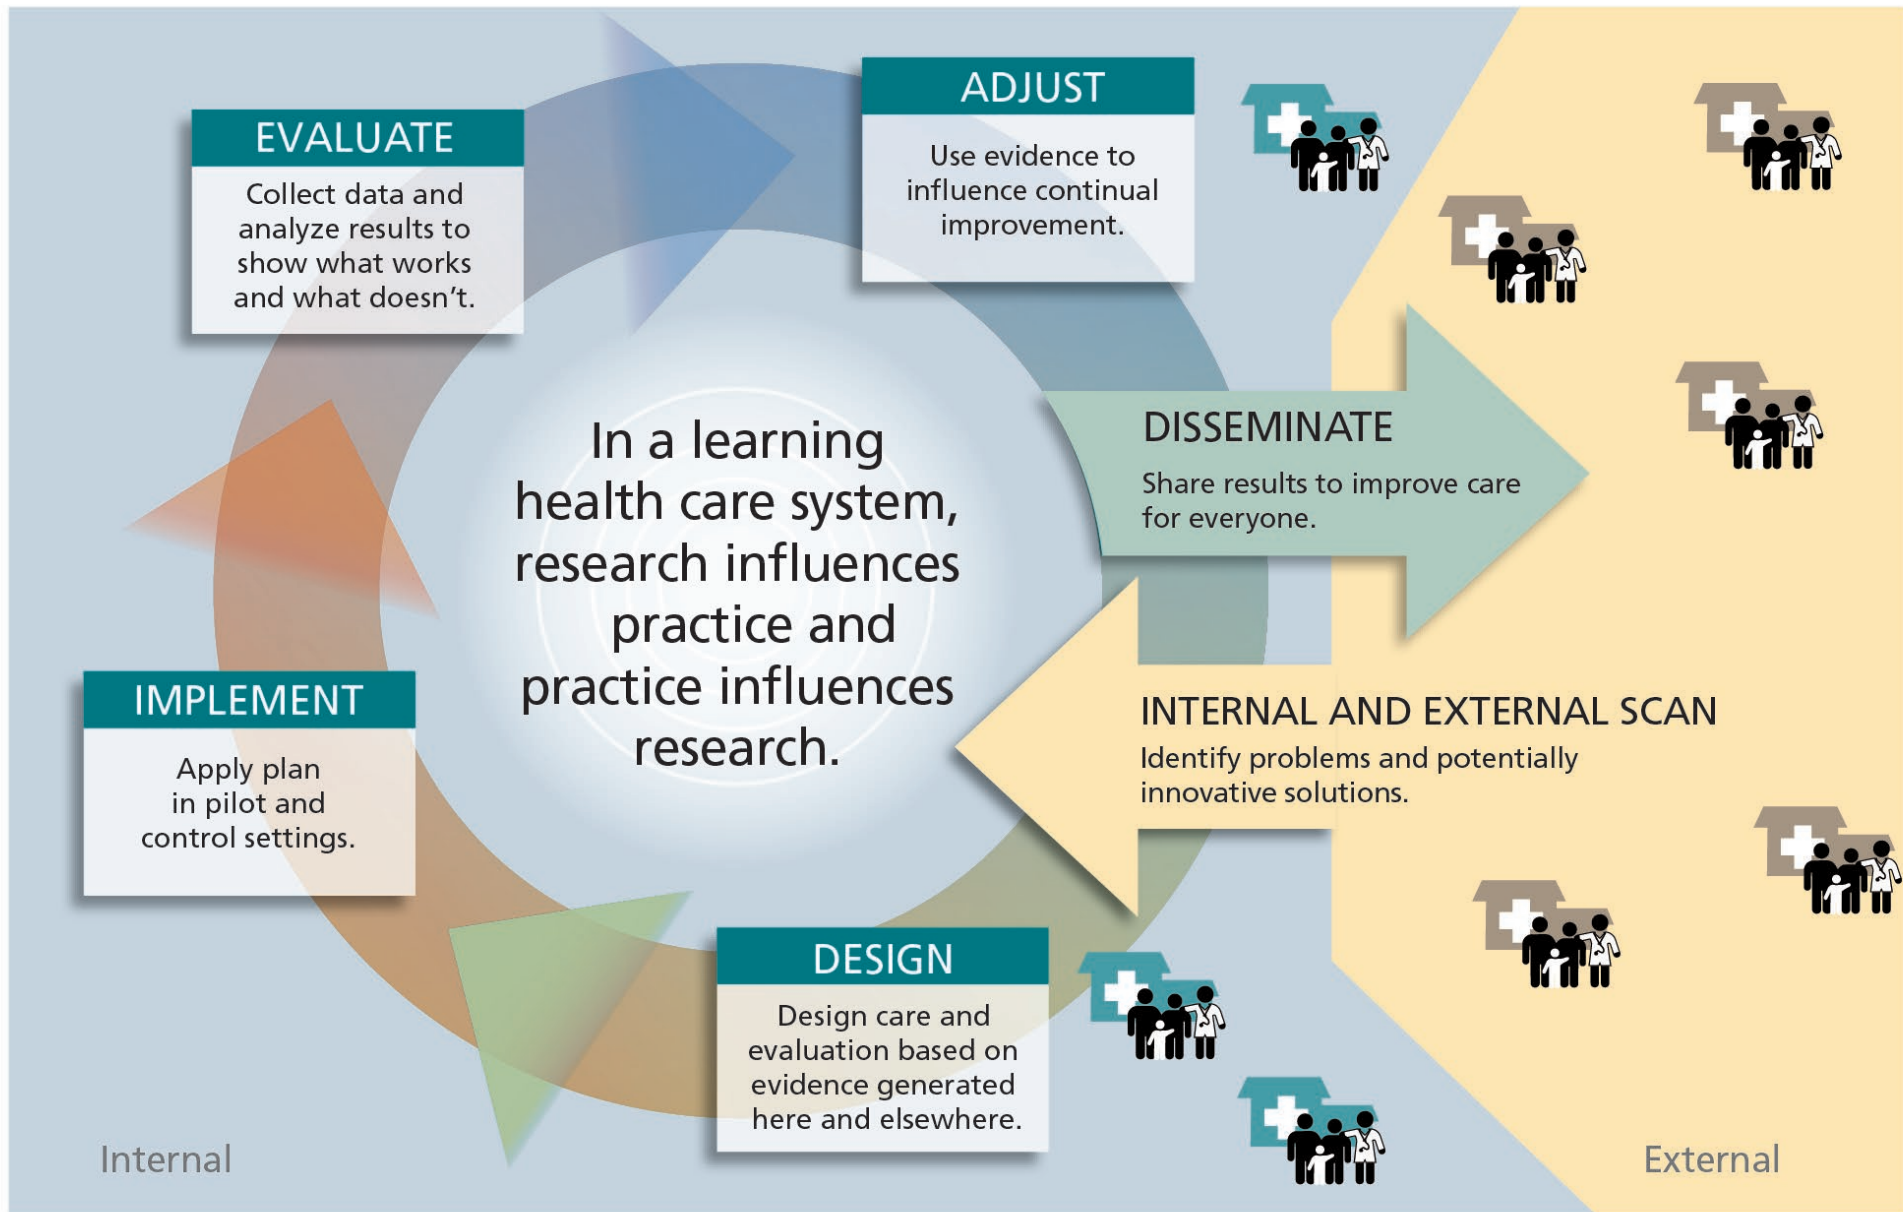 EVALUATE
Collect data and
analyze results to
show what works
and what doesn't.
ADJUST
Use evidence to
influence continual
improvement.
In a learning
health care system,
research influences
practice and
practice influences
research.
DISSEMINATE
Share results to improve care
for everyone.
INTERNAL AND EXTERNAL SCAN
Identify problems and potentially
innovative solutions.
IMPLEMENT
Apply plan
in pilot and
control settings.
DESIGN
Design care and
evaluation based on
evidence generated
here and elsewhere.
Internal
External